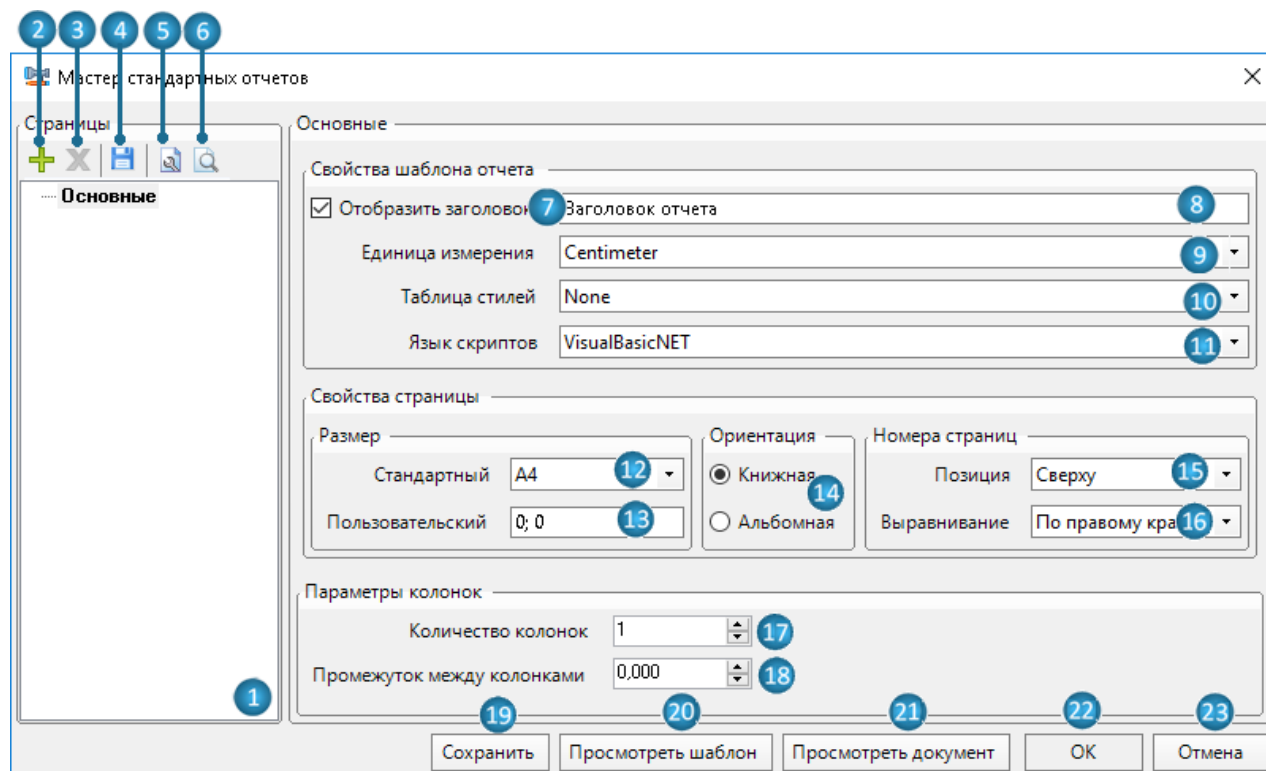 2 3 4 5 6
Мастер стандартных отчетов
Страницы
Основные
Основные
Свойства шаблона отчета
Отобразить заголовок 7 Заголовок отчета 8
Единица измерения Centimeter 9
Таблица стилей None 10
Язык скриптов VisualBasicNET 11
Свойства страницы
Размер Ориентация Номера страниц
Стандартный A4 12 Книжная Позиция Сверху 15
14
Пользовательский 0; 0 13 Альбомная Выравнивание По правому кра 16
Параметры колонок
Количество колонок 1 17
Промежуток между колонками 0,000 18
1
19 20 21 22 23
Сохранить Просмотреть шаблон Просмотреть документ OK Отмена